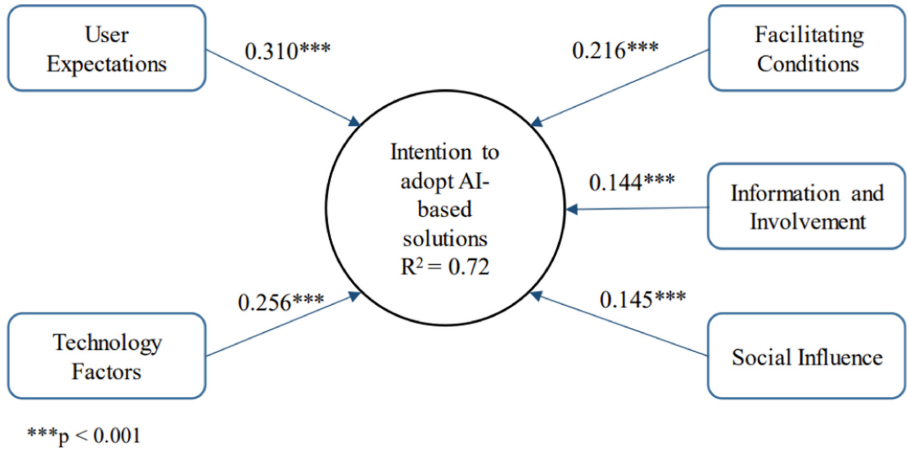 User
Expectations
0.310***
0.216***
Facilitating
Conditions
Intention to
adopt AI-
based
solutions
R² = 0.72
0.144***
Information and
Involvement
0.256***
Technology
Factors
0.145***
Social Influence
***p < 0.001